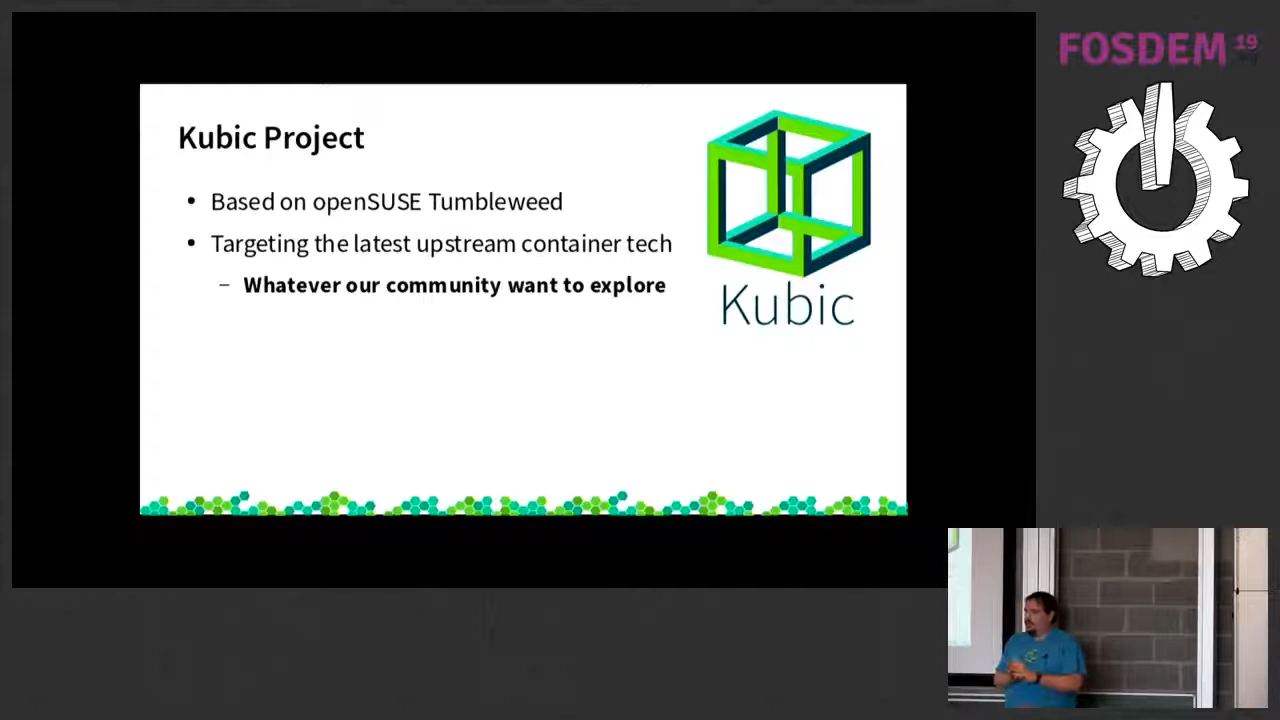 FOSDEM 19
Kubic Project
• Based on openSUSE Tumbleweed
• Targeting the latest upstream container tech
– Whatever our community want to explore
Kubic